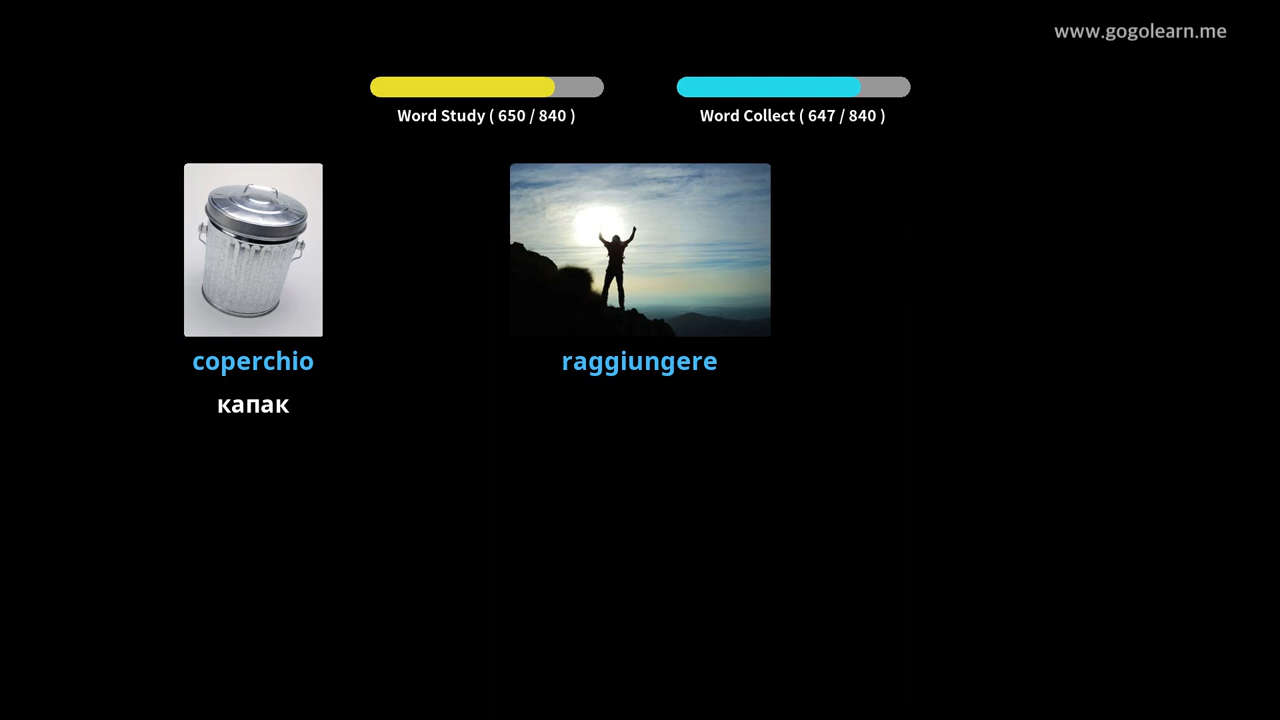 www.gogolearn.me
Word Study ( 650 / 840 )
Word Collect ( 647 / 840 )
coperchio
raggiungere
капак